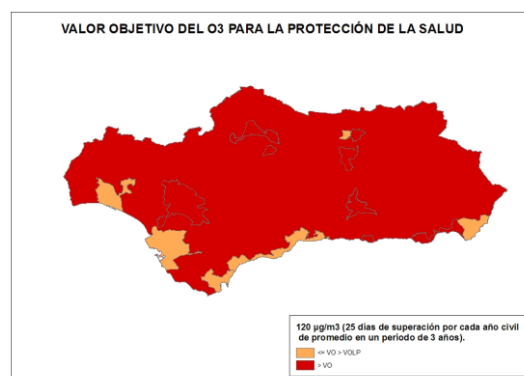 VALOR OBJETIVO DEL O3 PARA LA PROTECCIÓN DE LA SALUD
120 µg/m3 (25 días de superación por cada año civil
de promedio en un período de 3 años).
<= VO > VOLP
> VO